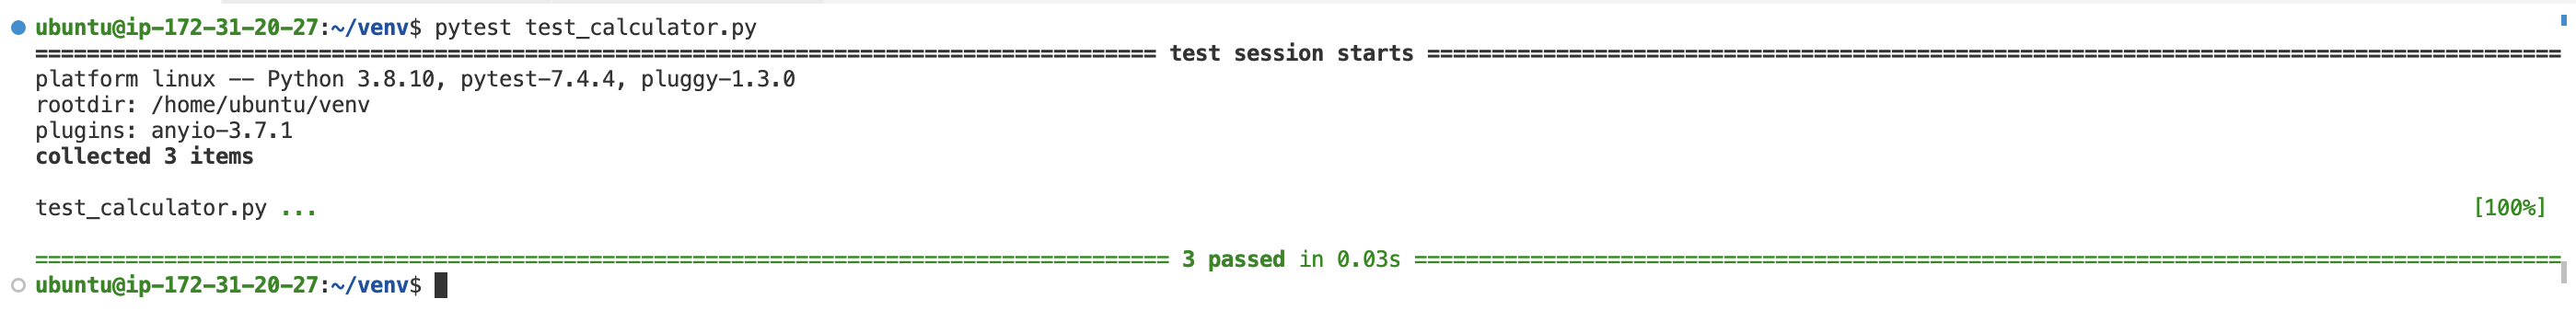 ubuntu@ip-172-31-20-27:~/venv$ pytest test_calculator.py
======================================================================================= test session starts ========================================================================================
platform linux -- Python 3.8.10, pytest-7.4.4, pluggy-1.3.0
rootdir: /home/ubuntu/venv
plugins: anyio-3.7.1
collected 3 items
test_calculator.py ... [100%]
======================================================================================== 3 passed in 0.03s =========================================================================================
ubuntu@ip-172-31-20-27:~/venv$